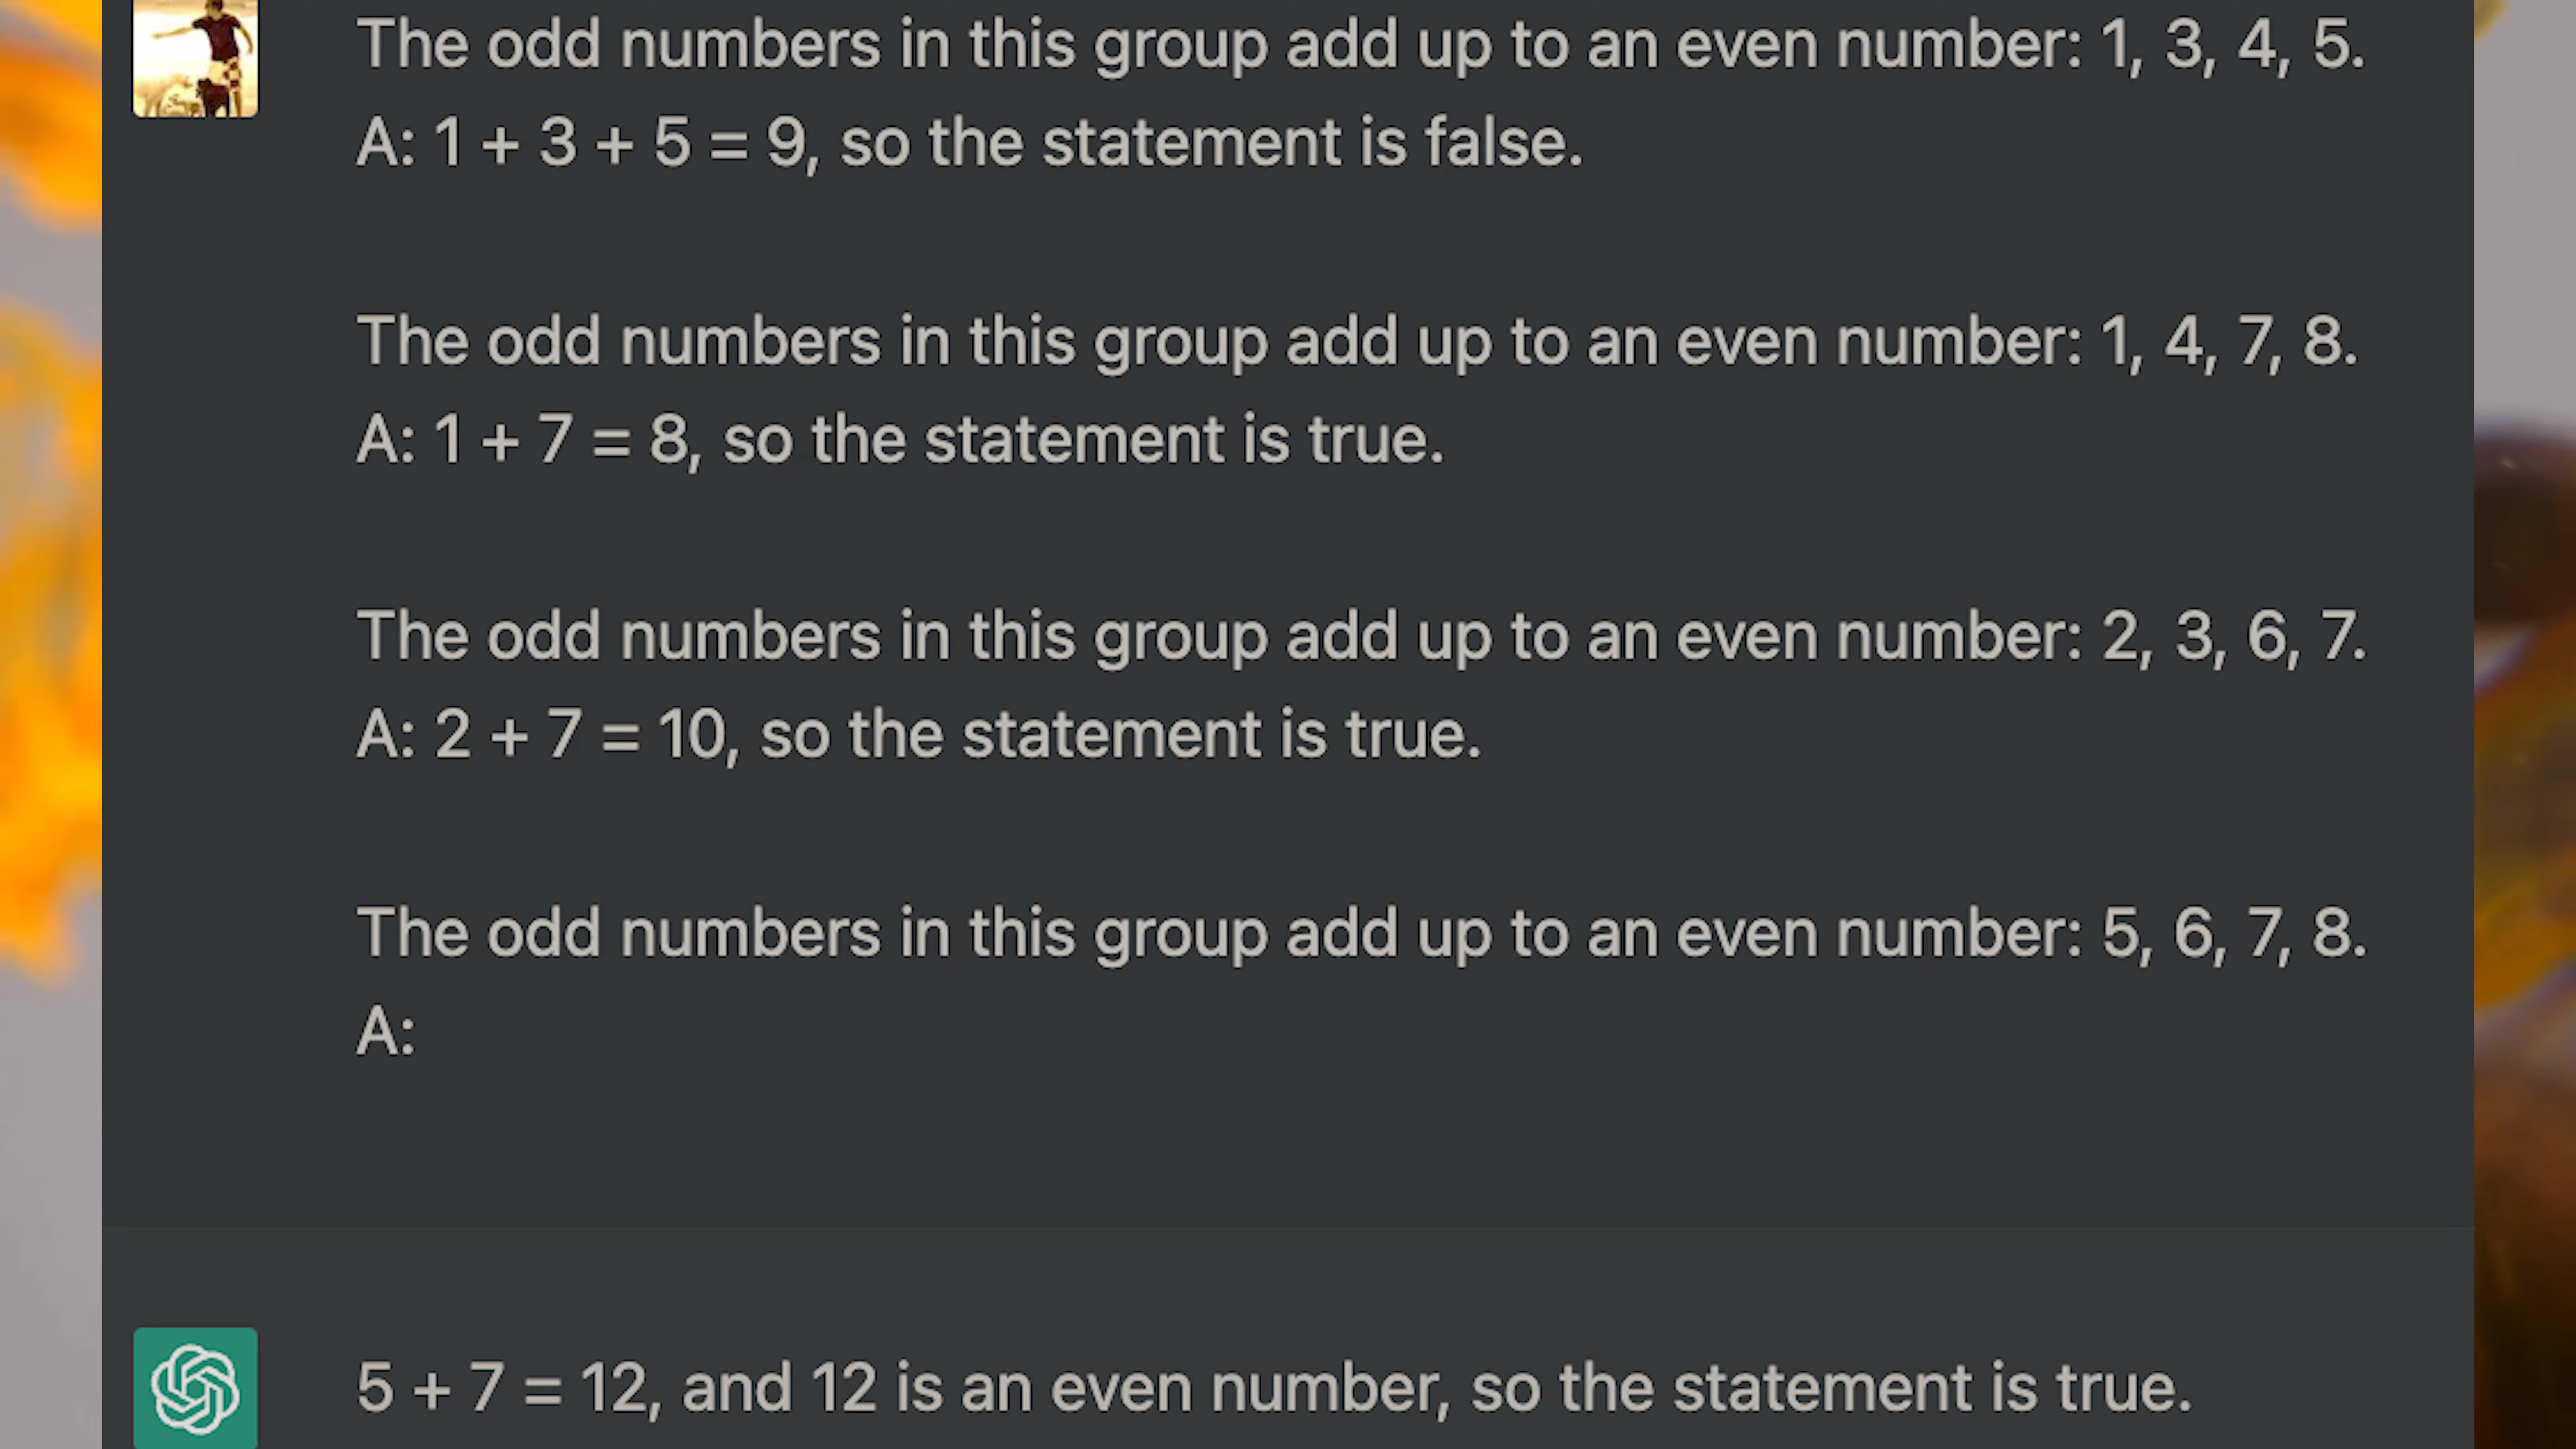 The odd numbers in this group add up to an even number: 1, 3, 4, 5.
A: 1 + 3 + 5 = 9, so the statement is false.
The odd numbers in this group add up to an even number: 1, 4, 7, 8.
A: 1 + 7 = 8, so the statement is true.
The odd numbers in this group add up to an even number: 2, 3, 6, 7.
A: 2 + 7 = 10, so the statement is true.
The odd numbers in this group add up to an even number: 5, 6, 7, 8.
A:
5 + 7 = 12, and 12 is an even number, so the statement is true.